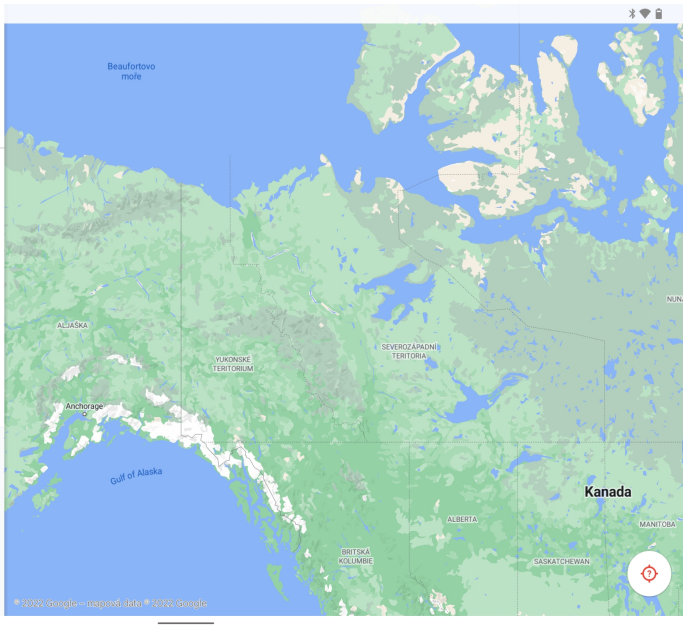 Beaufortovo
moře
NUN
ALJAŠKA
SEVEROZÁPADNÍ
TERITORIA
YUKONSKÉ
TERITORIUM
Anchorage
Gulf of Alaska
Kanada
ALBERTA
MANITOBA
BRITSKÁ
KOLUMBIE
SASKATCHEWAN
?
© 2022 Google – mapová data © 2022 Google